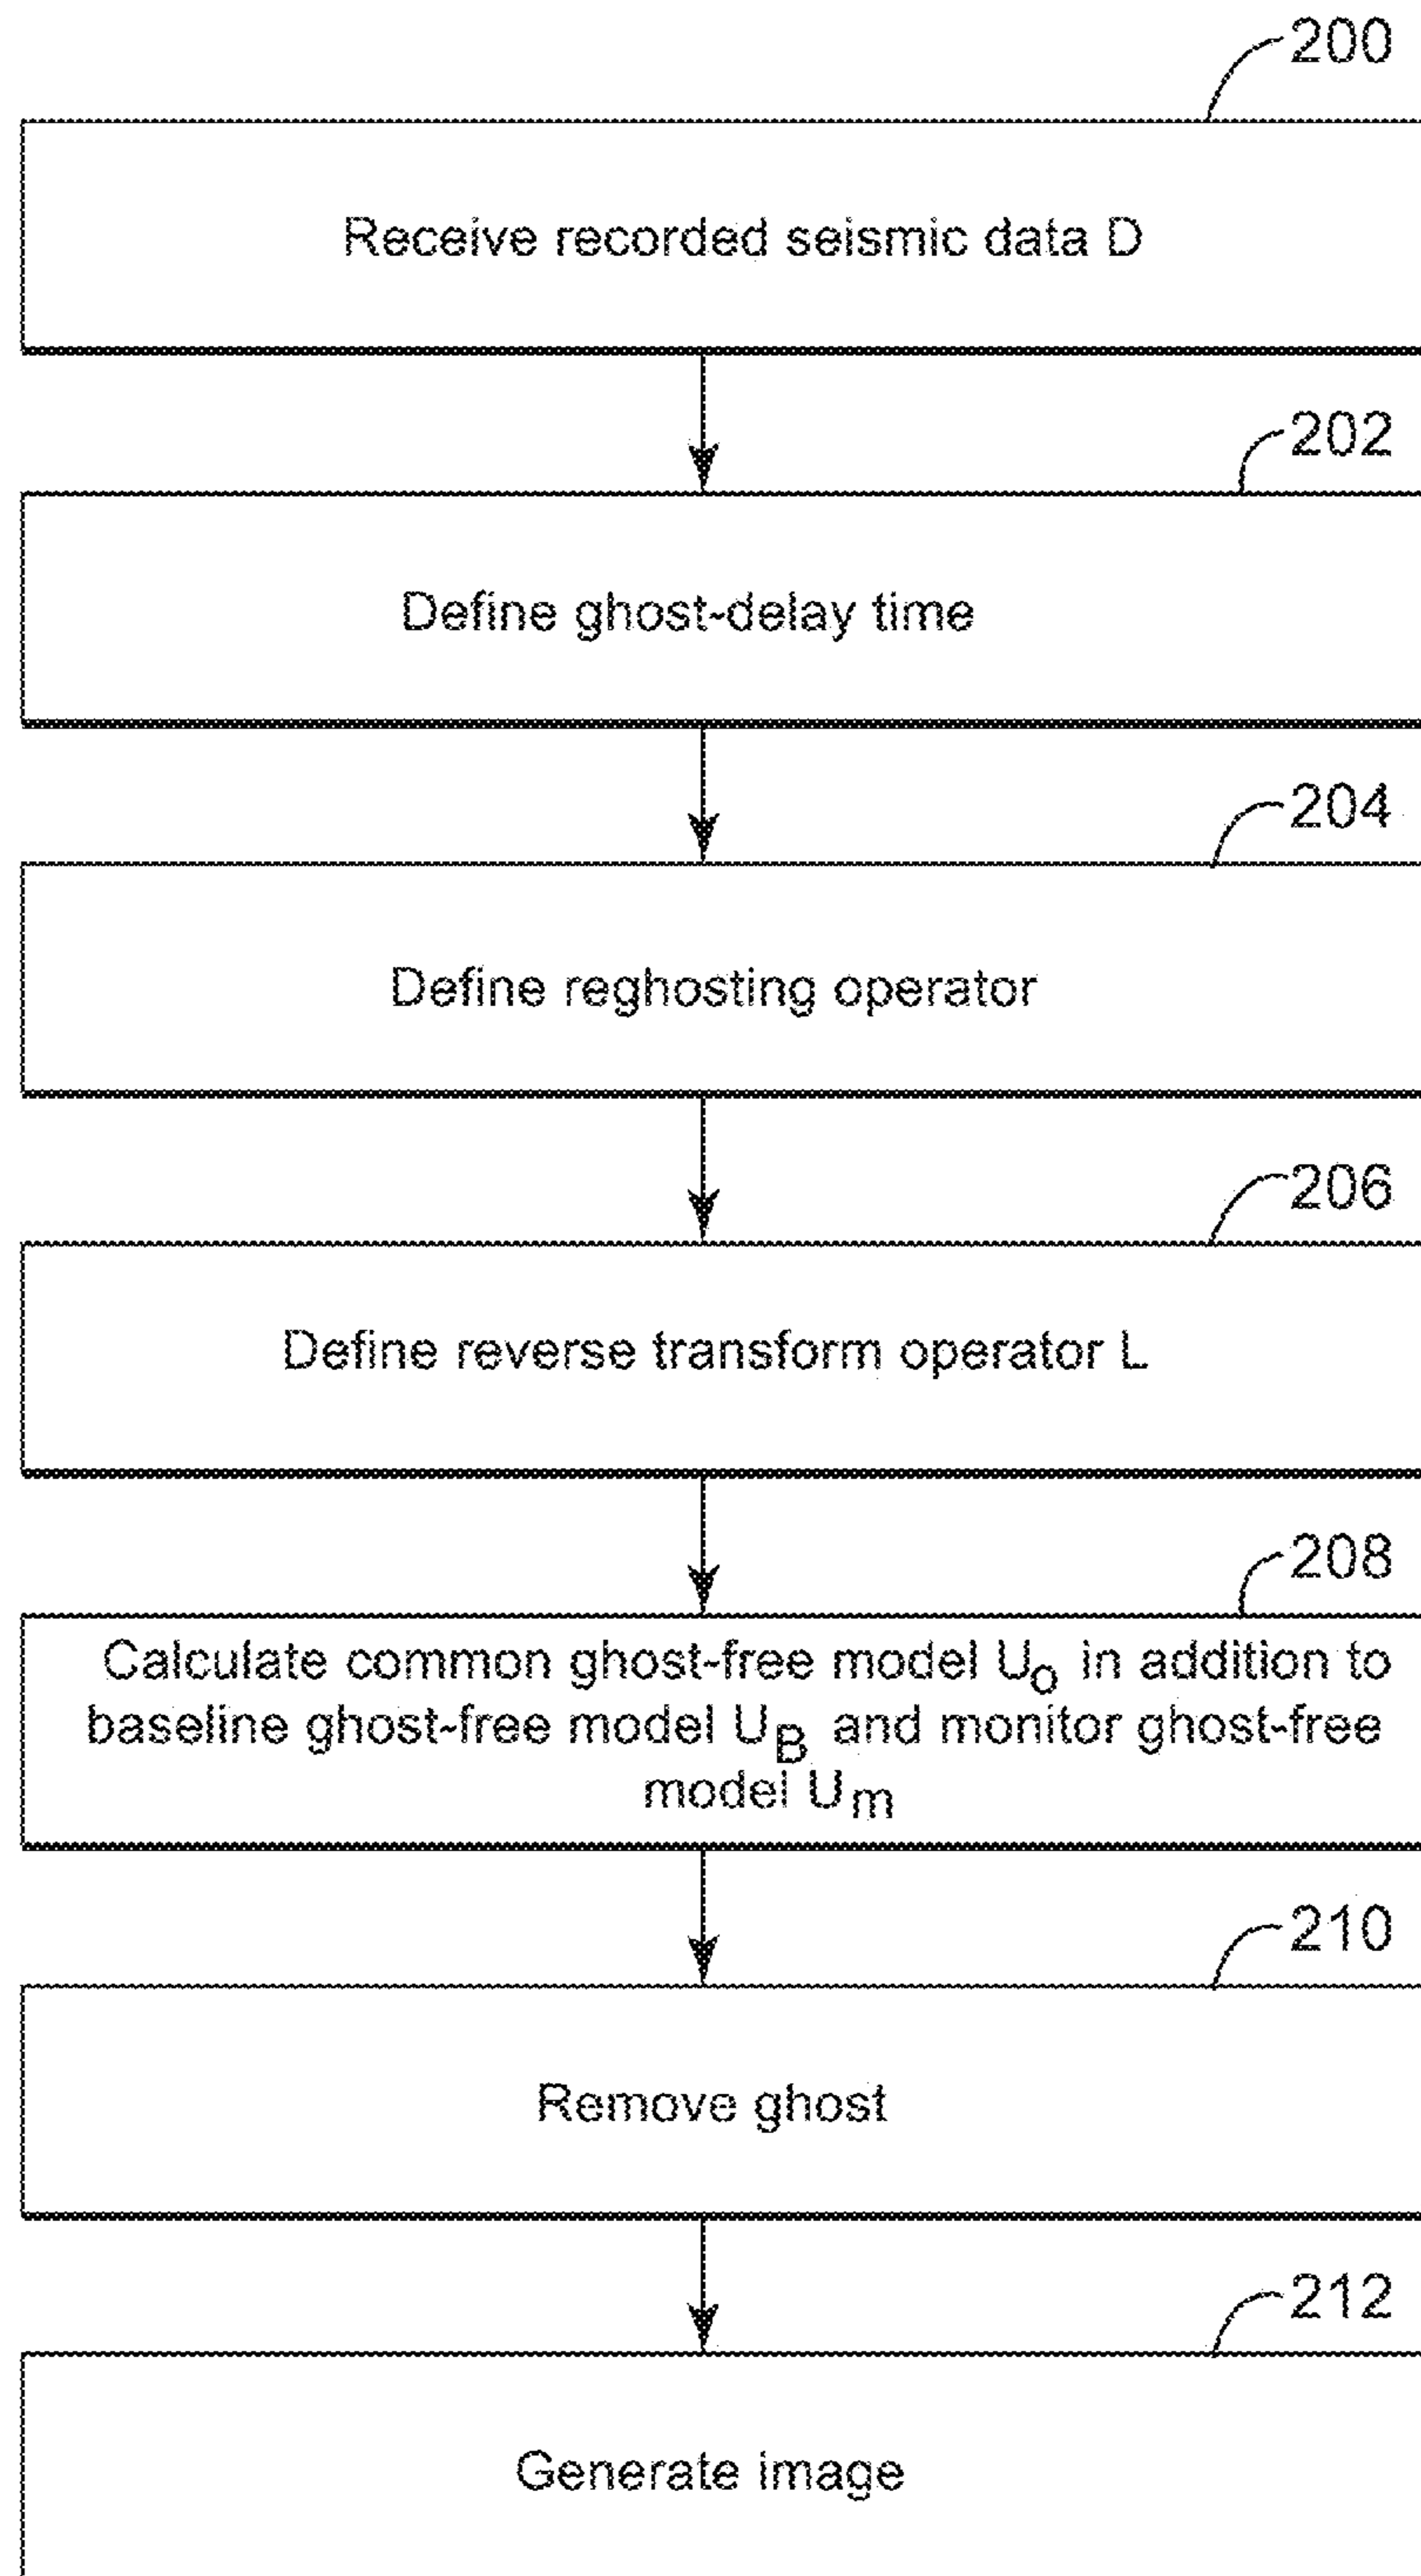 200
Receive recorded seismic data D
202
Define ghost-delay time
204
Define reghosting operator
206
Define reverse transform operator L
208
Calculate common ghost-free model Uo in addition to
baseline ghost-free model UB and monitor ghost-free
model Um
210
Remove ghost
212
Generate image